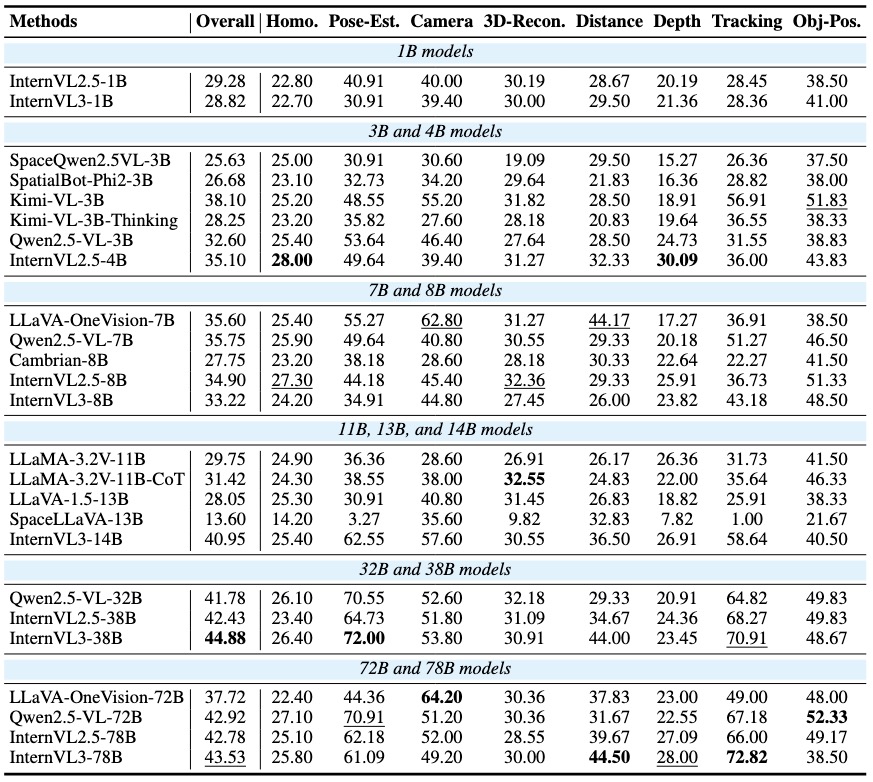 Methods Overall Homo. Pose-Est. Camera 3D-Recon. Distance Depth Tracking Obj-Pos.
1B models
InternVL2.5-1B 29.28 22.80 40.91 40.00 30.19 28.67 20.19 28.45 38.50
InternVL3-1B 28.82 22.70 30.91 39.40 30.00 29.50 21.36 28.36 41.00
3B and 4B models
SpaceQwen2.5VL-3B 25.63 25.00 30.91 30.60 19.09 29.50 15.27 26.36 37.50
SpatialBot-Phi2-3B 26.68 23.10 32.73 34.20 29.64 21.83 16.36 28.82 38.00
Kimi-VL-3B 38.10 25.20 48.55 55.20 31.82 28.50 18.91 56.91 51.83
Kimi-VL-3B-Thinking 28.25 23.20 35.82 27.60 28.18 20.83 19.64 36.55 38.33
Qwen2.5-VL-3B 32.60 25.40 53.64 46.40 27.64 28.50 24.73 31.55 38.83
InternVL2.5-4B 35.10 28.00 49.64 39.40 31.27 32.33 30.09 36.00 43.83
7B and 8B models
LLaVA-OneVision-7B 35.60 25.40 55.27 62.80 31.27 44.17 17.27 36.91 38.50
Qwen2.5-VL-7B 35.75 25.90 49.64 40.80 30.55 29.33 20.18 51.27 46.50
Cambrian-8B 27.75 23.20 38.18 28.60 28.18 30.33 22.64 22.27 41.50
InternVL2.5-8B 34.90 27.30 44.18 45.40 32.36 29.33 25.91 36.73 51.33
InternVL3-8B 33.22 24.20 34.91 44.80 27.45 26.00 23.82 43.18 48.50
11B, 13B, and 14B models
LLaMA-3.2V-11B 29.75 24.90 36.36 28.60 26.91 26.17 26.36 31.73 41.50
LLaMA-3.2V-11B-CoT 31.42 24.30 38.55 38.00 32.55 24.83 22.00 35.64 46.33
LLaVA-1.5-13B 28.05 25.30 30.91 40.80 31.45 26.83 18.82 25.91 38.33
SpaceLLaVA-13B 13.60 14.20 3.27 35.60 9.82 32.83 7.82 1.00 21.67
InternVL3-14B 40.95 25.40 62.55 57.60 30.55 36.50 26.91 58.64 40.50
32B and 38B models
Qwen2.5-VL-32B 41.78 26.10 70.55 52.60 32.18 29.33 20.91 64.82 49.83
InternVL2.5-38B 42.43 23.40 64.73 51.80 31.09 34.67 24.36 68.27 49.83
InternVL3-38B 44.88 26.40 72.00 53.80 30.91 44.00 23.45 70.91 48.67
72B and 78B models
LLaVA-OneVision-72B 37.72 22.40 44.36 64.20 30.36 37.83 23.00 49.00 48.00
Qwen2.5-VL-72B 42.92 27.10 70.91 51.20 30.36 31.67 22.55 67.18 52.33
InternVL2.5-78B 42.78 25.10 62.18 52.00 28.55 39.67 27.09 66.00 49.17
InternVL3-78B 43.53 25.80 61.09 49.20 30.00 44.50 28.00 72.82 38.50